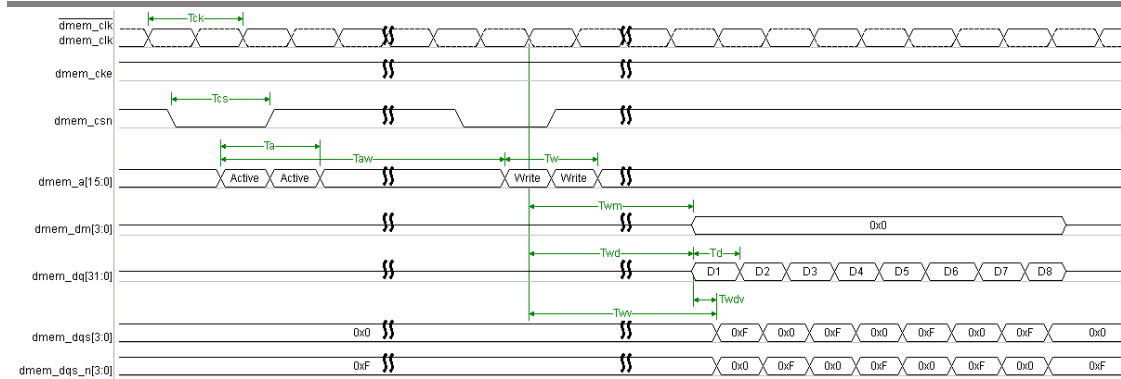 Tck
dmem_clk
dmem_clk
dmem_cke
Tcs
dmem_csn
Ta
Taw Tw
dmem_a[15:0] Active Active Write Write
Twm
dmem_dm[3:0] 0x0
Twd Td
dmem_dq[31:0] D1 D2 D3 D4 D5 D6 D7 D8
Twdv
Twv
dmem_dqs[3:0] 0x0 0xF 0x0 0xF 0x0 0xF 0x0 0xF 0x0
dmem_dqs_n[3:0] 0xF 0x0 0xF 0x0 0xF 0x0 0xF 0x0 0xF